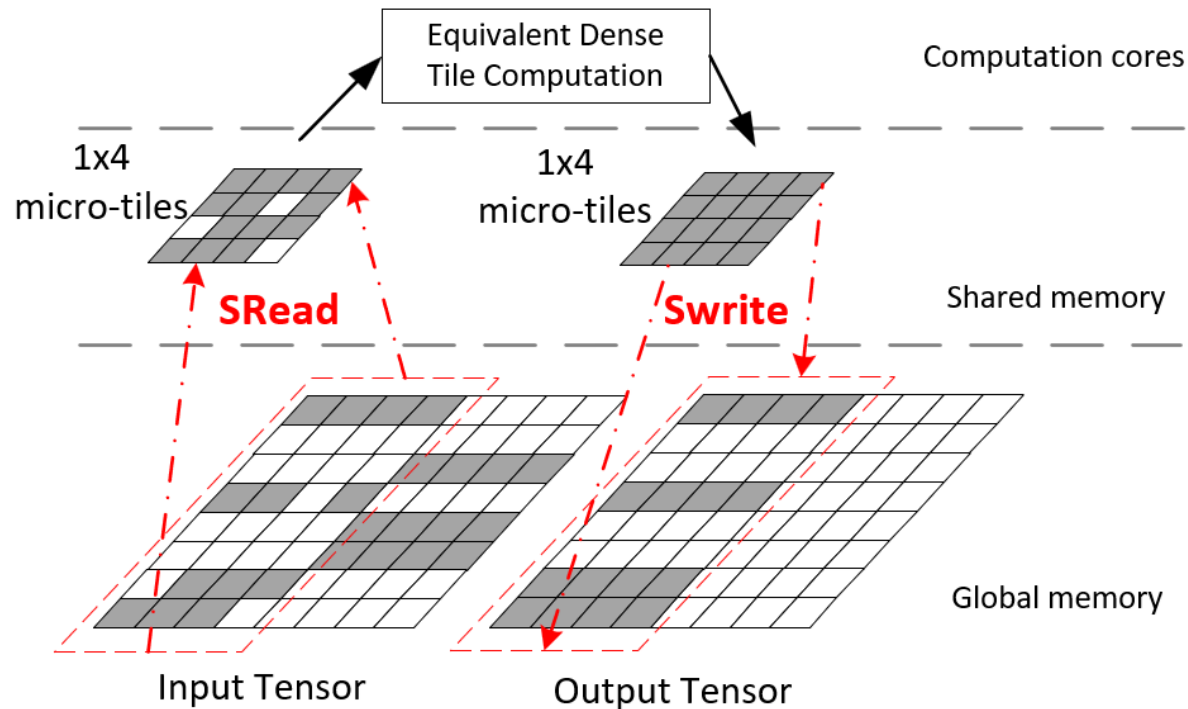 Equivalent Dense
Tile Computation
Computation cores
1x4
micro-tiles
1x4
micro-tiles
SRead
Swrite
Shared memory
Global memory
Input Tensor
Output Tensor